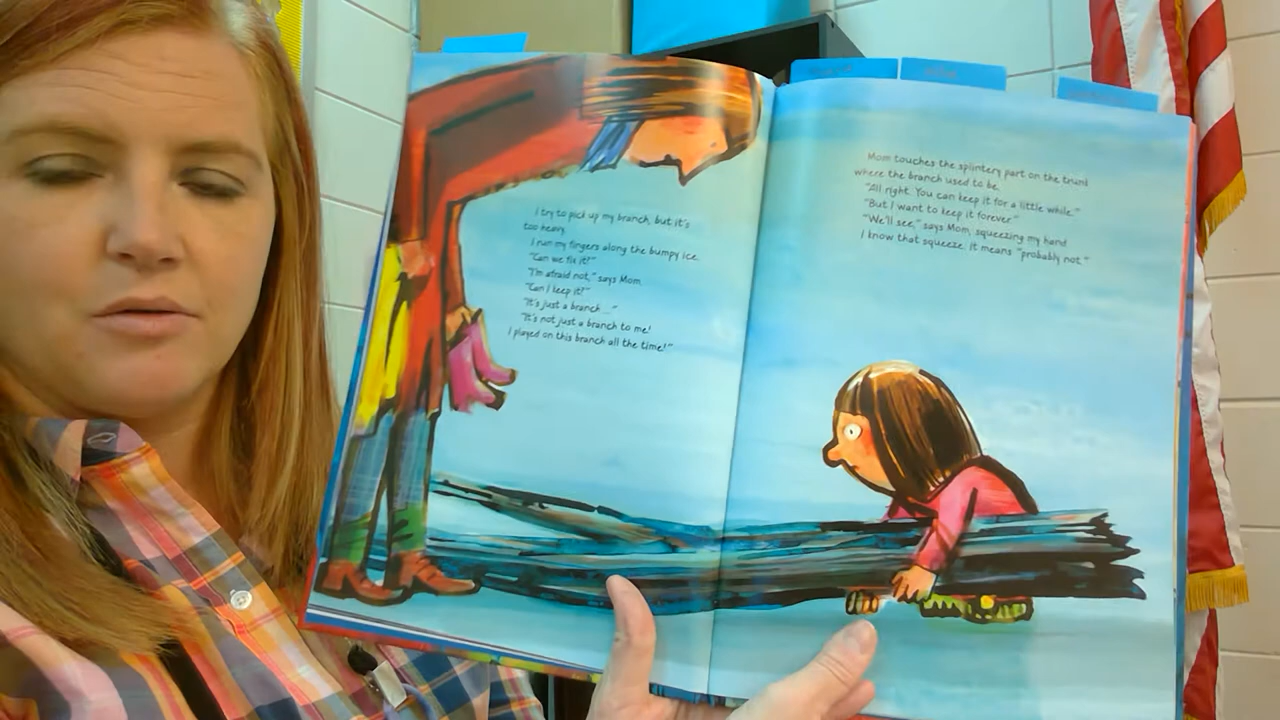 I try to pick up my branch, but it's
too heavy.
I run my fingers along the bumpy ice.
"Can we fix it?"
"I'm afraid not," says Mom.
"Can I keep it?"
"It's just a branch ..."
"It's not just a branch to me!
I played on this branch all the time!"
Mom touches the splintery part on the trunk
where the branch used to be.
"All right. You can keep it for a little while."
"But I want to keep it forever."
"We'll see," says Mom, squeezing my hand.
I know that squeeze. It means "probably not."